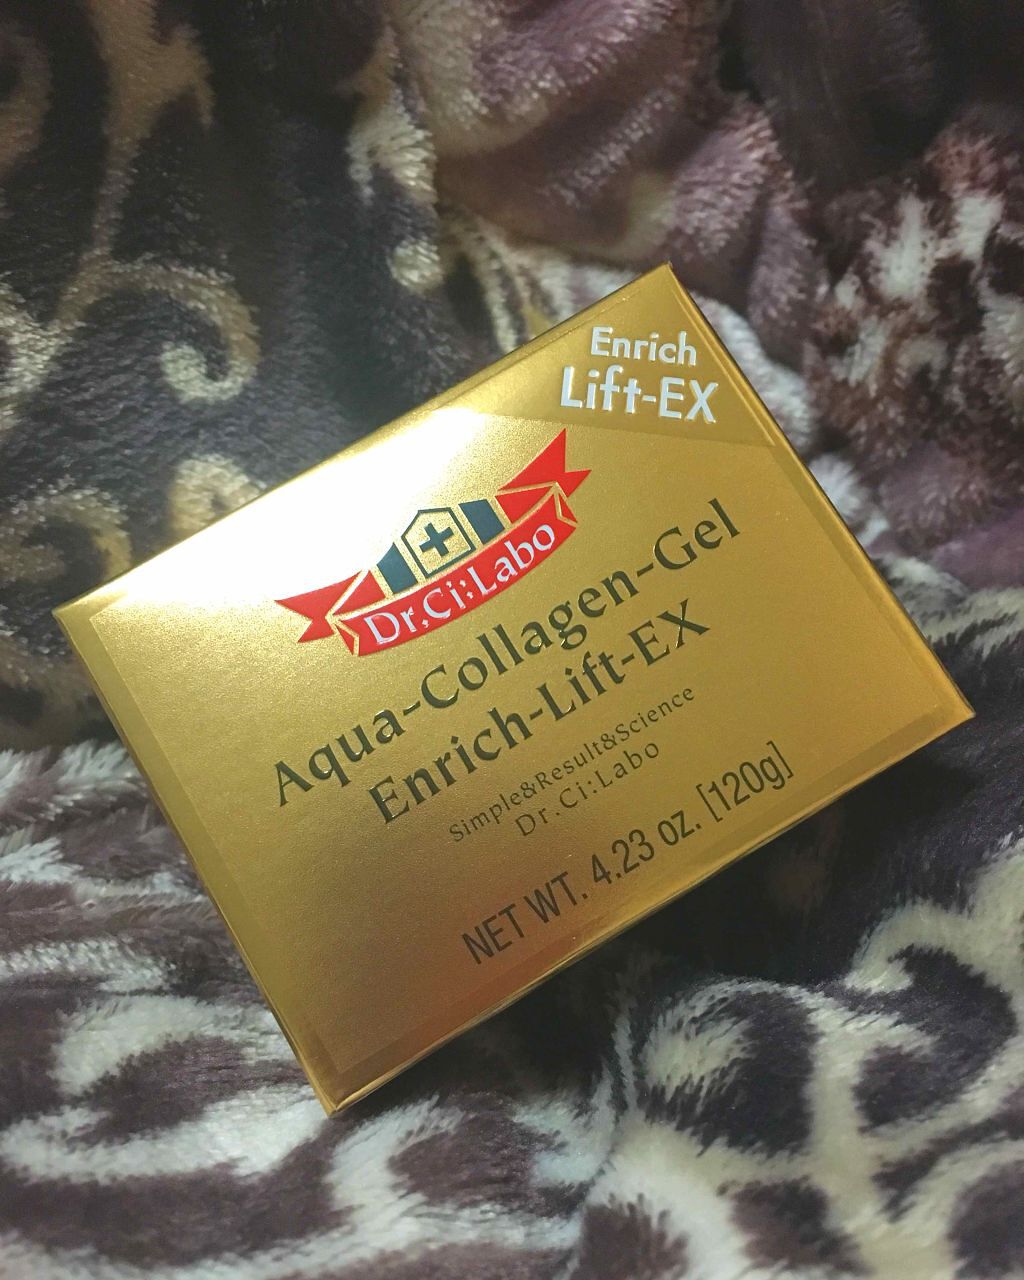 Enrich
Lift-EX
Dr.Ci:Labo
Aqua-Collagen-Gel
Enrich-Lift-EX
Simple&Result&Science
Dr. Ci:Labo
NET WT. 4.23 oz. [120g]